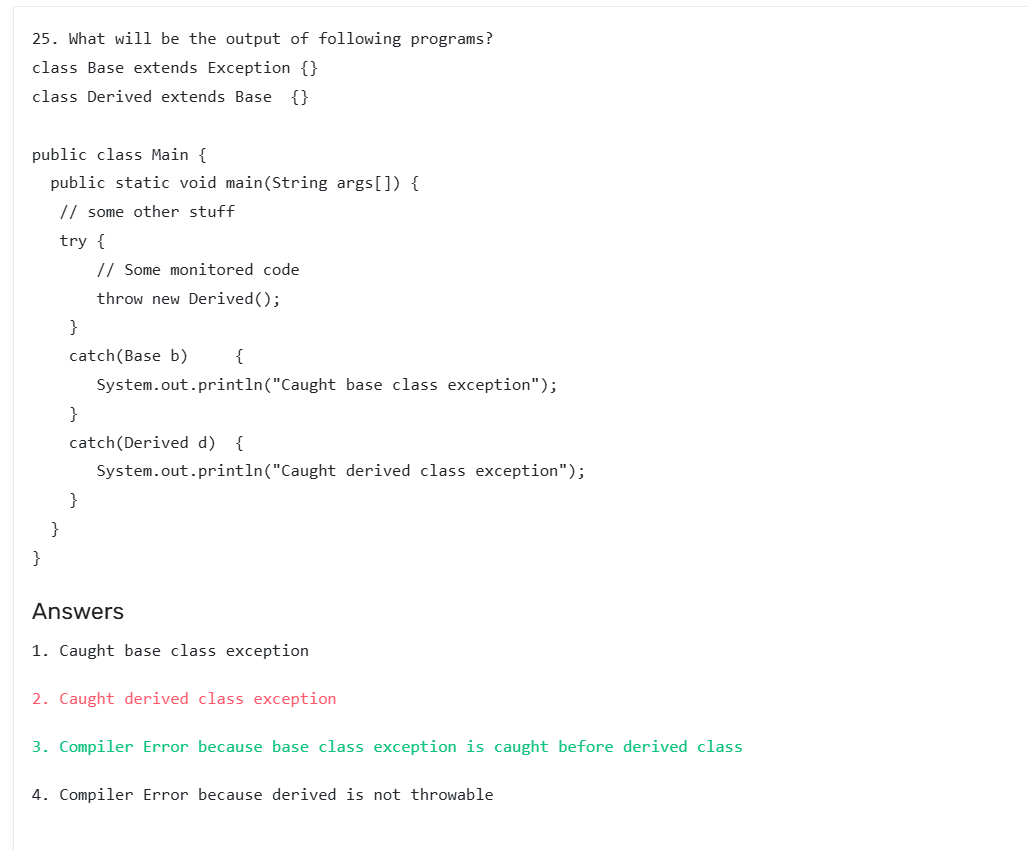 25. What will be the output of following programs?
class Base extends Exception {}
class Derived extends Base  {}

public class Main {
  public static void main(String args[]) {
   // some other stuff
   try {
       // Some monitored code
       throw new Derived();
    }
    catch(Base b)     {
       System.out.println("Caught base class exception");
    }
    catch(Derived d)  {
       System.out.println("Caught derived class exception");
    }
  }
}
Answers
1. Caught base class exception
2. Caught derived class exception
3. Compiler Error because base class exception is caught before derived class
4. Compiler Error because derived is not throwable